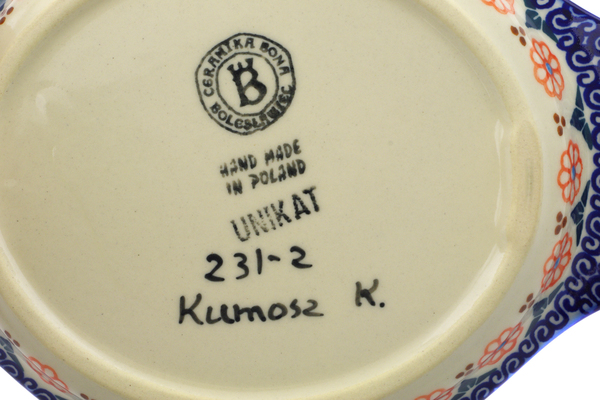 CERAMIKA BONA
B
BOLESŁAWIEC
HAND MADE
IN POLAND
UNIKAT
231-2
Kumosz K.